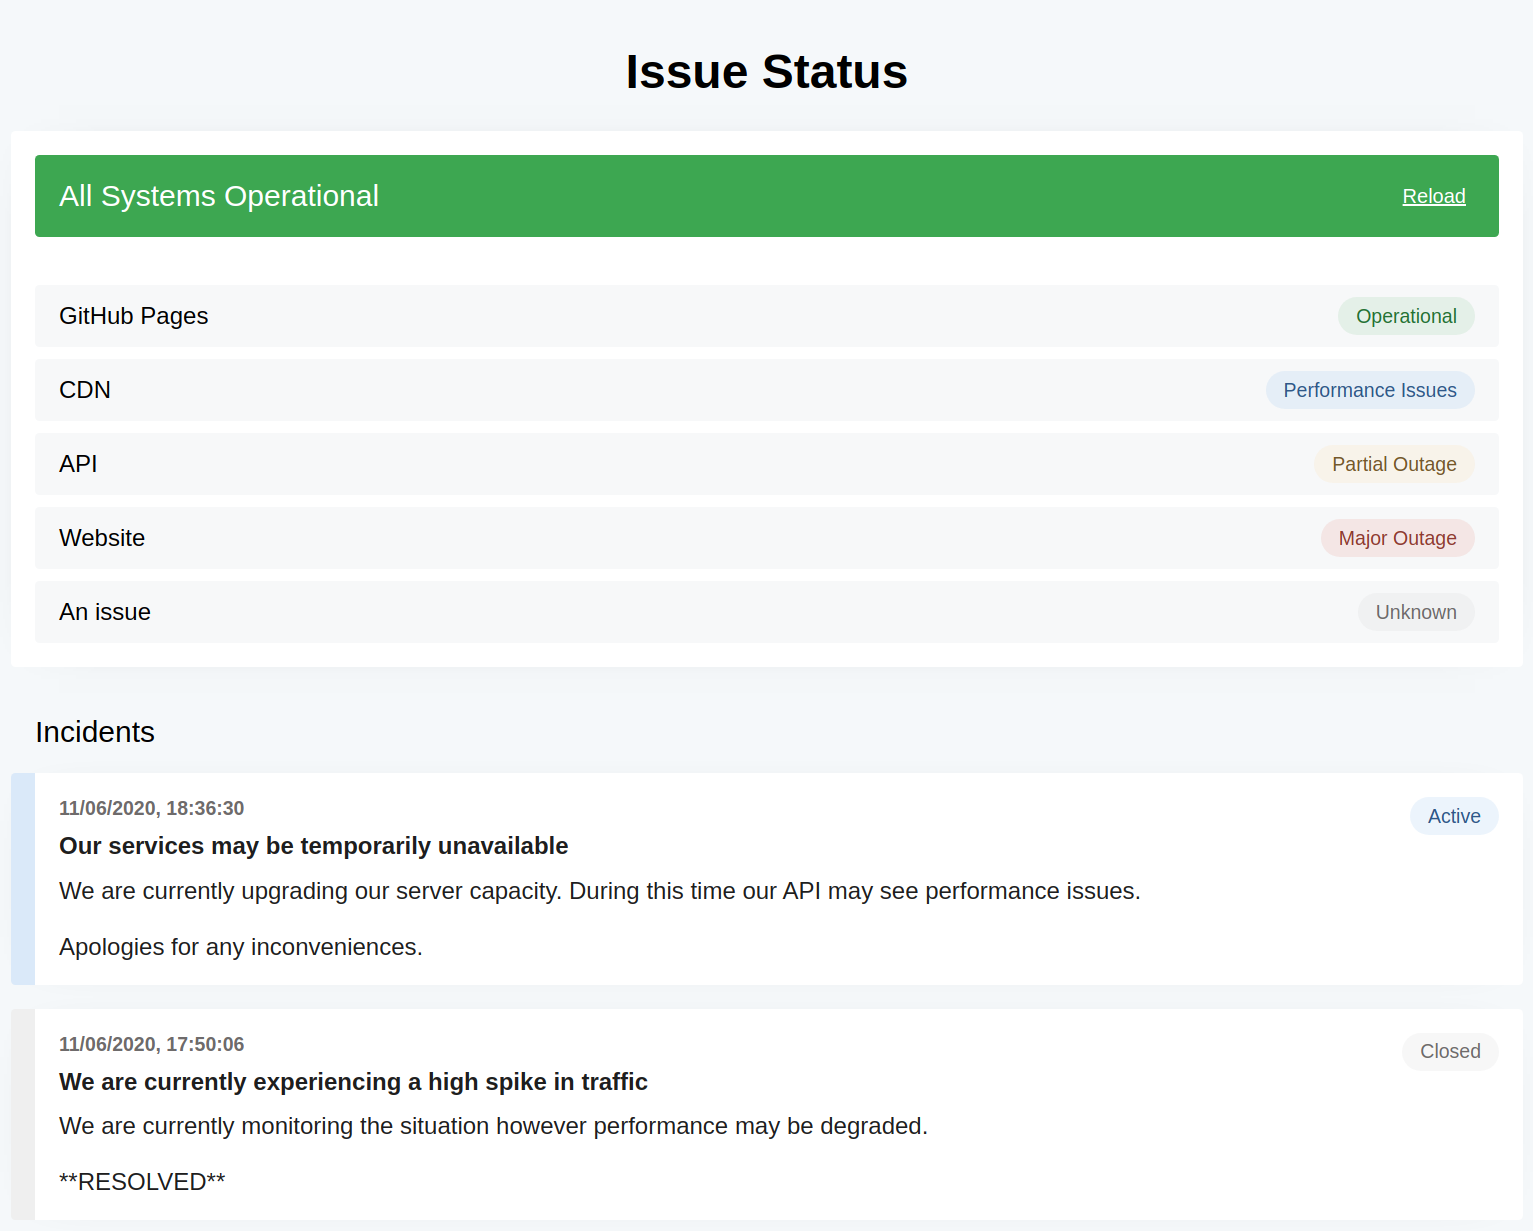 Issue Status
All Systems Operational Reload
GitHub Pages Operational
CDN Performance Issues
API Partial Outage
Website Major Outage
An issue Unknown
Incidents
11/06/2020, 18:36:30 Active
Our services may be temporarily unavailable
We are currently upgrading our server capacity. During this time our API may see performance issues.
Apologies for any inconveniences.
11/06/2020, 17:50:06 Closed
We are currently experiencing a high spike in traffic
We are currently monitoring the situation however performance may be degraded.
**RESOLVED**